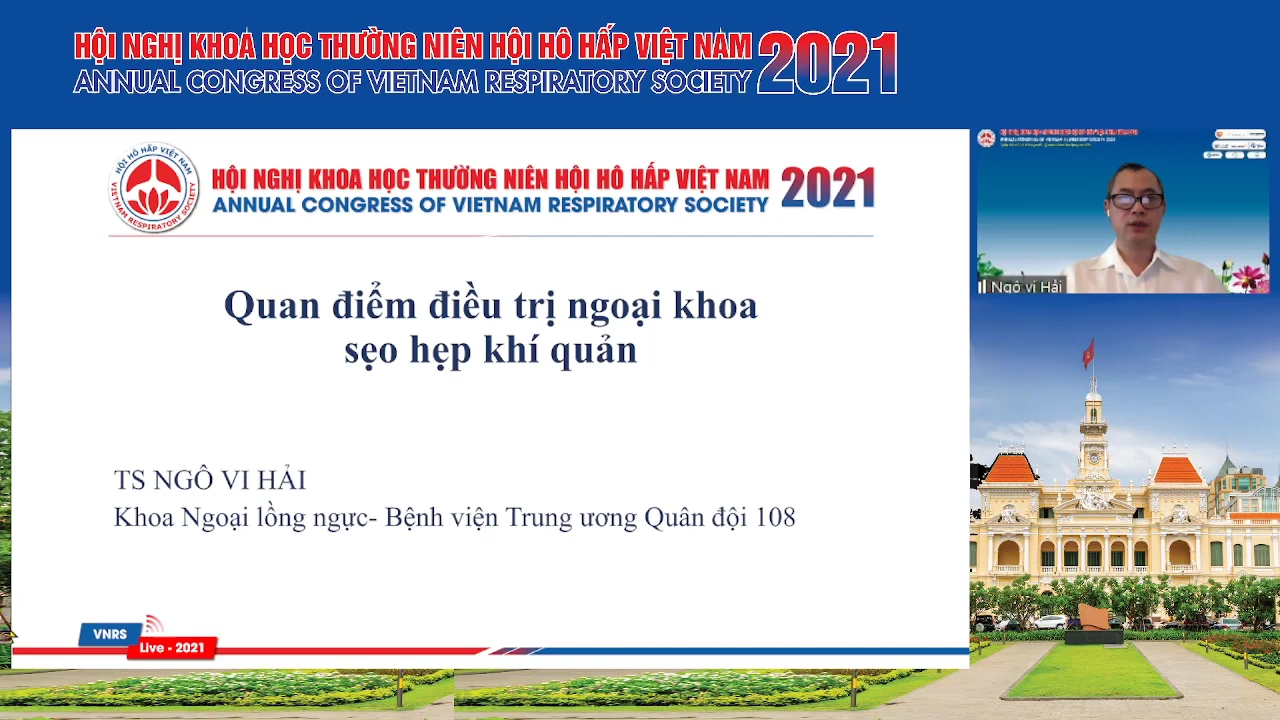 HỘI NGHỊ KHOA HỌC THƯỜNG NIÊN HỘI HÔ HẤP VIỆT NAM 2021
ANNUAL CONGRESS OF VIETNAM RESPIRATORY SOCIETY
HỘI HÔ HẤP VIỆT NAM
VIETNAM RESPIRATORY SOCIETY
HỘI NGHỊ KHOA HỌC THƯỜNG NIÊN HỘI HÔ HẤP VIỆT NAM 2021
ANNUAL CONGRESS OF VIETNAM RESPIRATORY SOCIETY
Quan điểm điều trị ngoại khoa
sẹo hẹp khí quản
TS NGÔ VI HẢI
Khoa Ngoại lồng ngực- Bệnh viện Trung ương Quân đội 108
VNRS
Live - 2021
Ngô vi Hải